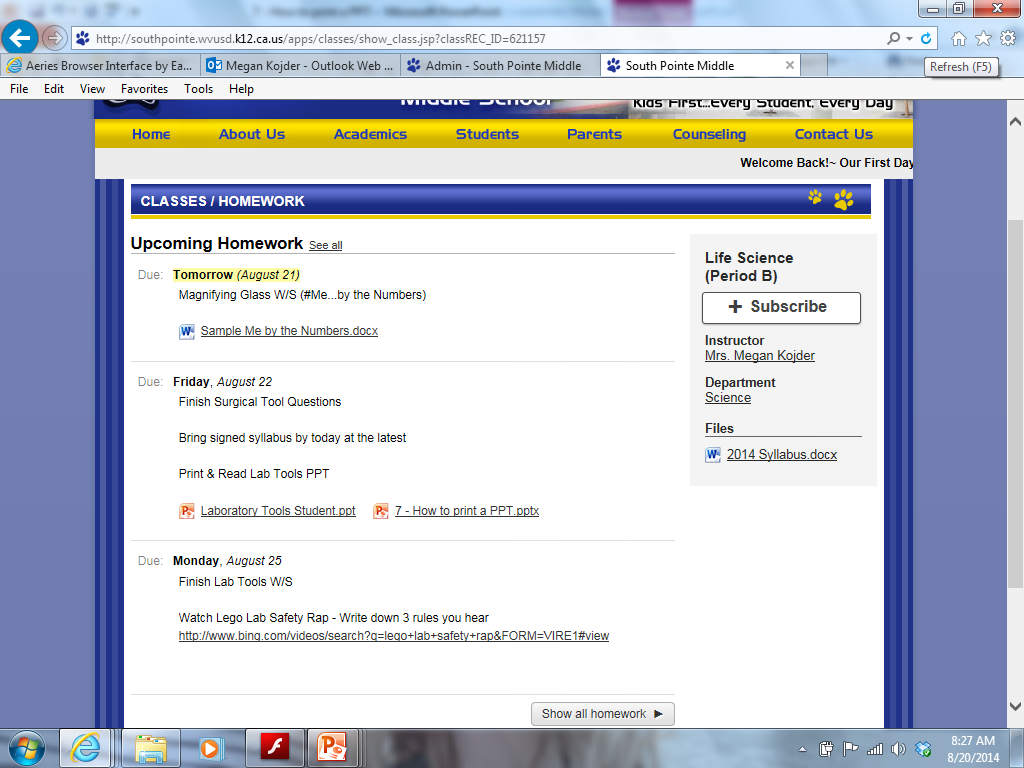 http://southpointe.wvusd.k12.ca.us/apps/classes/show_class.jsp?classREC_ID=621157
Aeries Browser Interface by Ea...
Megan Kojder - Outlook Web ...
Admin - South Pointe Middle
South Pointe Middle
Refresh (F5)
File Edit View Favorites Tools Help
Middle School
Kids First...Every Student, Every Day
Home About Us Academics Students Parents Counseling Contact Us
Welcome Back!~ Our First Day
CLASSES / HOMEWORK
Upcoming Homework See all
Due: Tomorrow (August 21)
Magnifying Glass W/S (#Me...by the Numbers)
Sample Me by the Numbers.docx
Due: Friday, August 22
Finish Surgical Tool Questions
Bring signed syllabus by today at the latest
Print & Read Lab Tools PPT
Laboratory Tools Student.ppt 7 - How to print a PPT.pptx
Due: Monday, August 25
Finish Lab Tools W/S
Watch Lego Lab Safety Rap - Write down 3 rules you hear
http://www.bing.com/videos/search?q=lego+lab+safety+rap&FORM=VIRE1#view
Show all homework
Life Science
(Period B)
+ Subscribe
Instructor
Mrs. Megan Kojder
Department
Science
Files
2014 Syllabus.docx
8:27 AM
8/20/2014